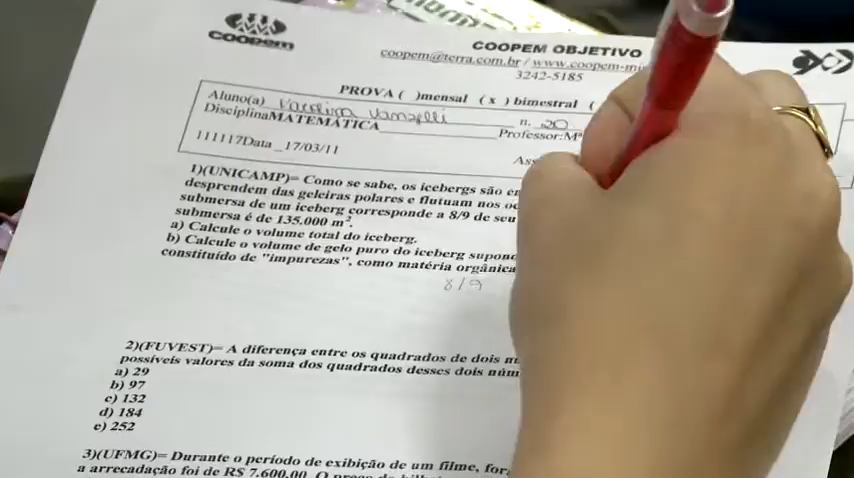 COOPEM
COOPEM OBJETIVO
coopem@terra.com.br / www.coopem-mi
3242-5185
PROVA ( )mensal ( x ) bimestral (
Aluno(a) n. 20
DisciplinaMATEMÁTICA Professor:Mª
111117Data _17/03/11
1)(UNICAMP)= Como se sabe, os icebergs são
desprendem das geleiras polares e flutuam nos
submersa de um iceberg corresponde a 8/9 de seu
submersa é de 135.000 m³.
a) Calcule o volume total do iceberg.
b) Calcule o volume de gelo puro do iceberg
constituído de "impurezas", como matéria orgânica
8/9
2)(FUVEST)= A diferença entre os quadrados de dois
possíveis valores da soma dos quadrados desses dois
a) 29
b) 97
c) 132
d) 184
e) 252
3)(UFMG)= Durante o período de exibição de um filme,
a arrecadação foi de R$ 7.600,00. O preço